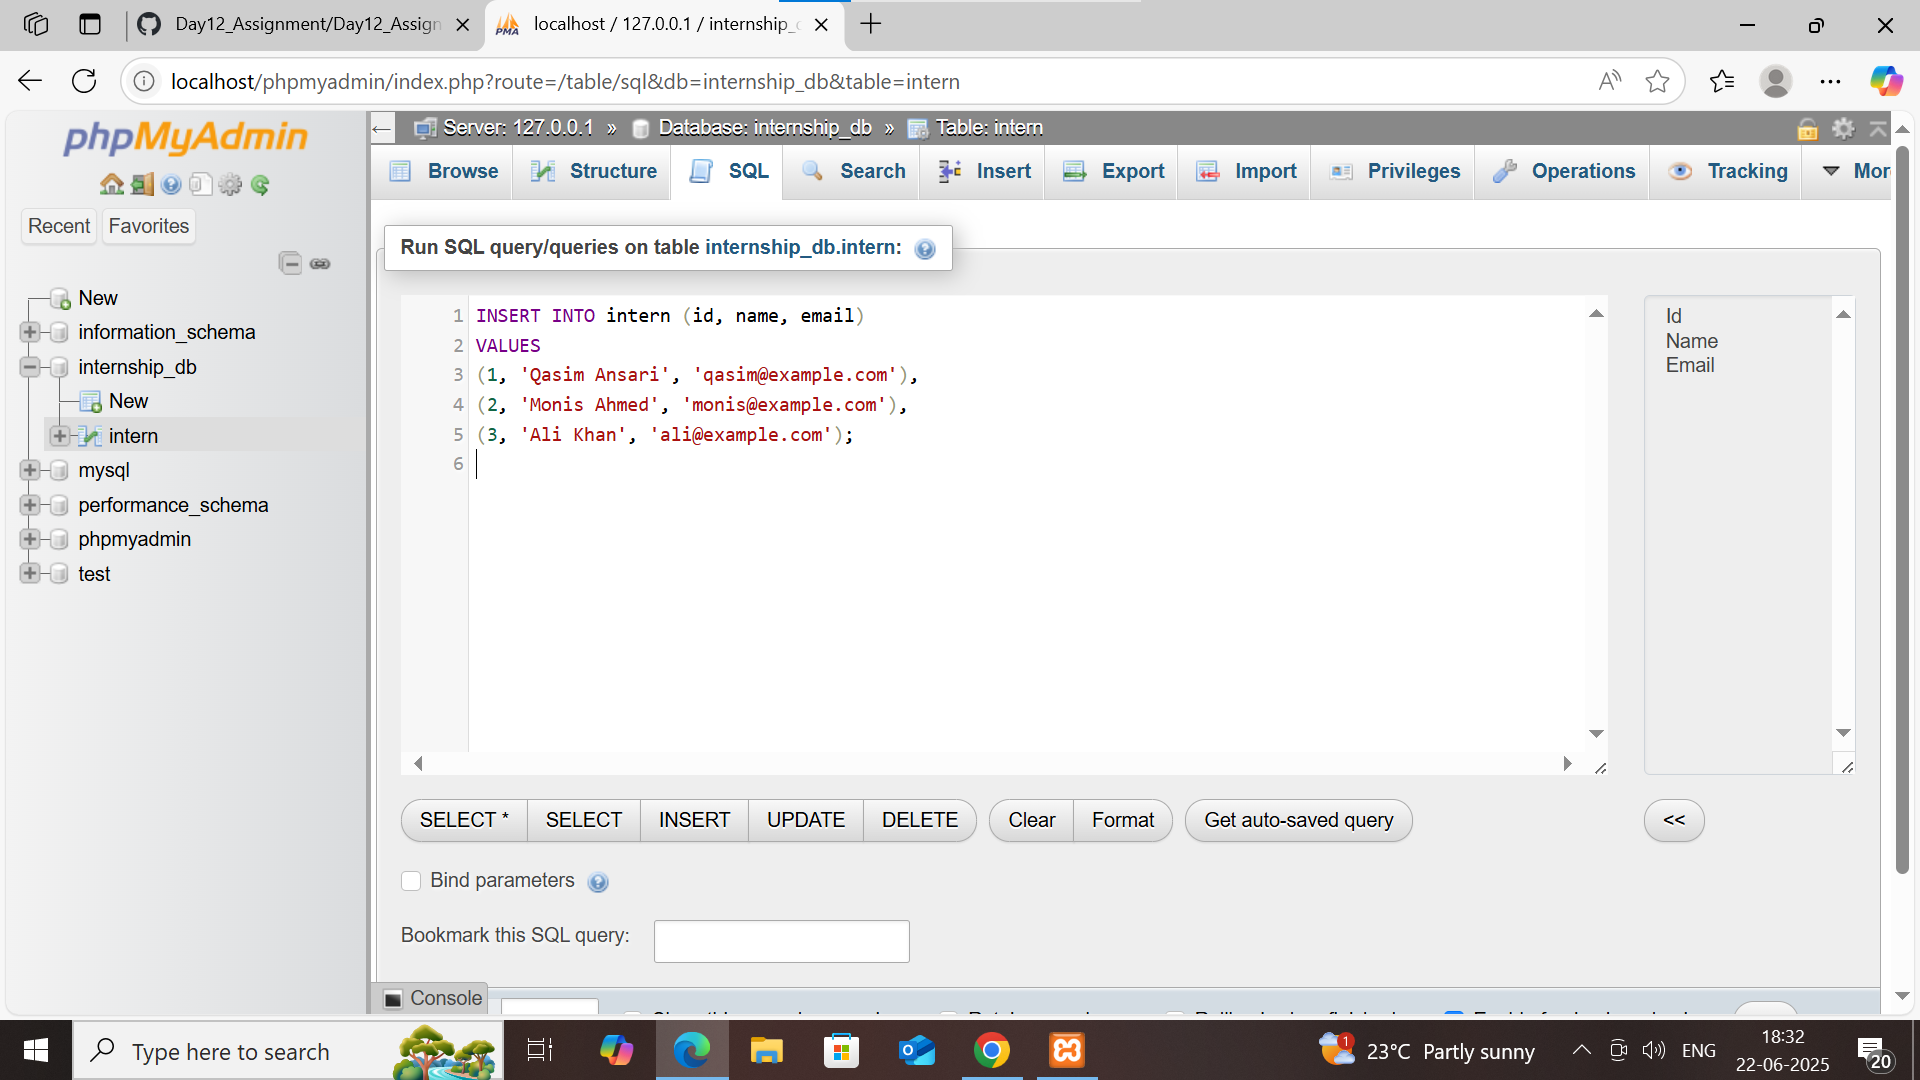 Day12_Assignment/Day12_Assign
localhost / 127.0.0.1 / internship_
localhost/phpmyadmin/index.php?route=/table/sql&db=internship_db&table=intern
phpMyAdmin
Recent
Favorites
New
information_schema
internship_db
New
intern
mysql
performance_schema
phpmyadmin
test
Server: 127.0.0.1 » Database: internship_db » Table: intern
Browse
Structure
SQL
Search
Insert
Export
Import
Privileges
Operations
Tracking
Mor
Run SQL query/queries on table internship_db.intern:
1 INSERT INTO intern (id, name, email)
2 VALUES
3 (1, 'Qasim Ansari', 'qasim@example.com'),
4 (2, 'Monis Ahmed', 'monis@example.com'),
5 (3, 'Ali Khan', 'ali@example.com');
6
Id
Name
Email
SELECT *
SELECT
INSERT
UPDATE
DELETE
Clear
Format
Get auto-saved query
<<
Bind parameters
Bookmark this SQL query:
Console
Type here to search
1
23°C Partly sunny
ENG
18:32
22-06-2025
20